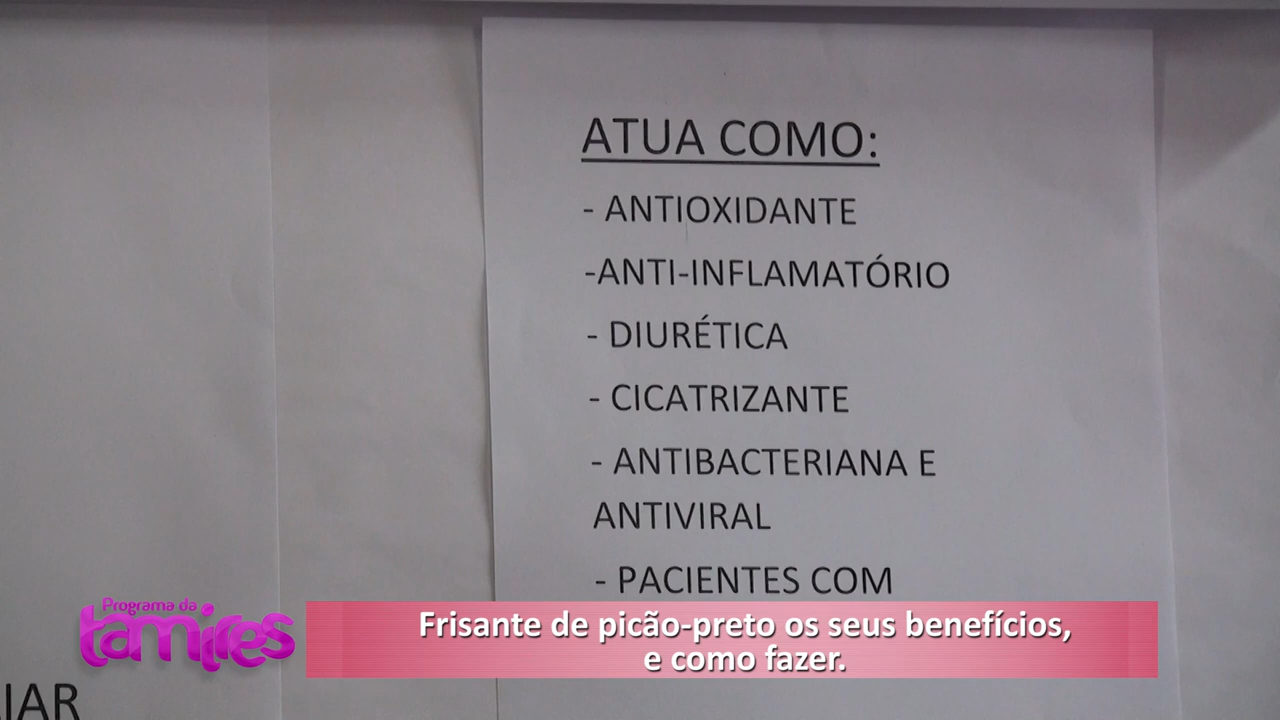 ATUA COMO:
- ANTIOXIDANTE
-ANTI-INFLAMATÓRIO
- DIURÉTICA
- CICATRIZANTE
- ANTIBACTERIANA E
ANTIVIRAL
- PACIENTES COM
Programa da
tamires
Frisante de picão-preto os seus benefícios,
e como fazer.